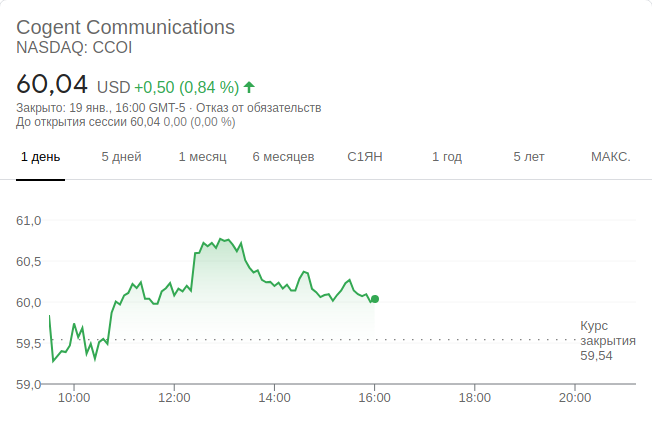 Cogent Communications
NASDAQ: CCOI
60,04 USD +0,50 (0,84 %)
Закрыто: 19 янв., 16:00 GMT-5 · Отказ от обязательств
До открытия сессии 60,04 0,00 (0,00 %)
1 день 5 дней 1 месяц 6 месяцев С1ЯН 1 год 5 лет МАКС.
61,0
60,5
60,0
59,5
59,0
Курс
закрытия
59,54
10:00 12:00 14:00 16:00 18:00 20:00